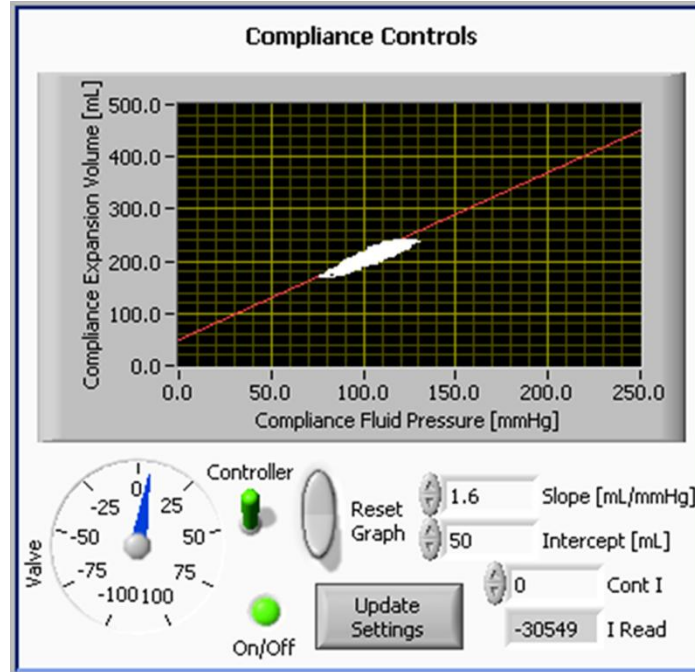 Compliance Controls
Compliance Expansion Volume [mL]
500.0
400.0
300.0
200.0
100.0
0.0
0.0 50.0 100.0 150.0 200.0 250.0
Compliance Fluid Pressure [mmHg]
Valve
0
-25 25
-50 50
-75 75
-100 100
Controller
On/Off
Reset
Graph
Update
Settings
1.6 Slope [mL/mmHg]
50 Intercept [mL]
0 Cont I
-30549 I Read